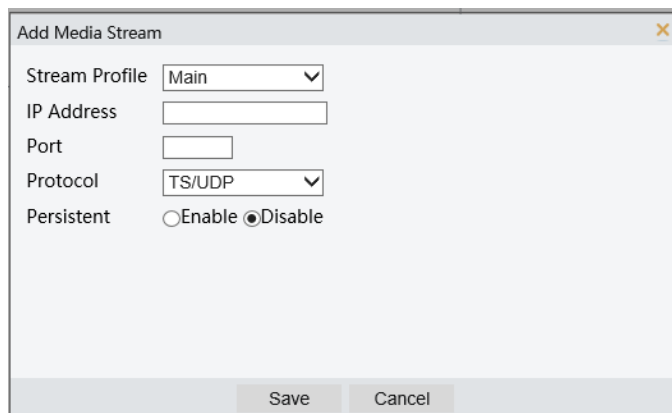 Add Media Stream
Stream Profile Main
IP Address
Port
Protocol TS/UDP
Persistent Enable Disable
Save Cancel